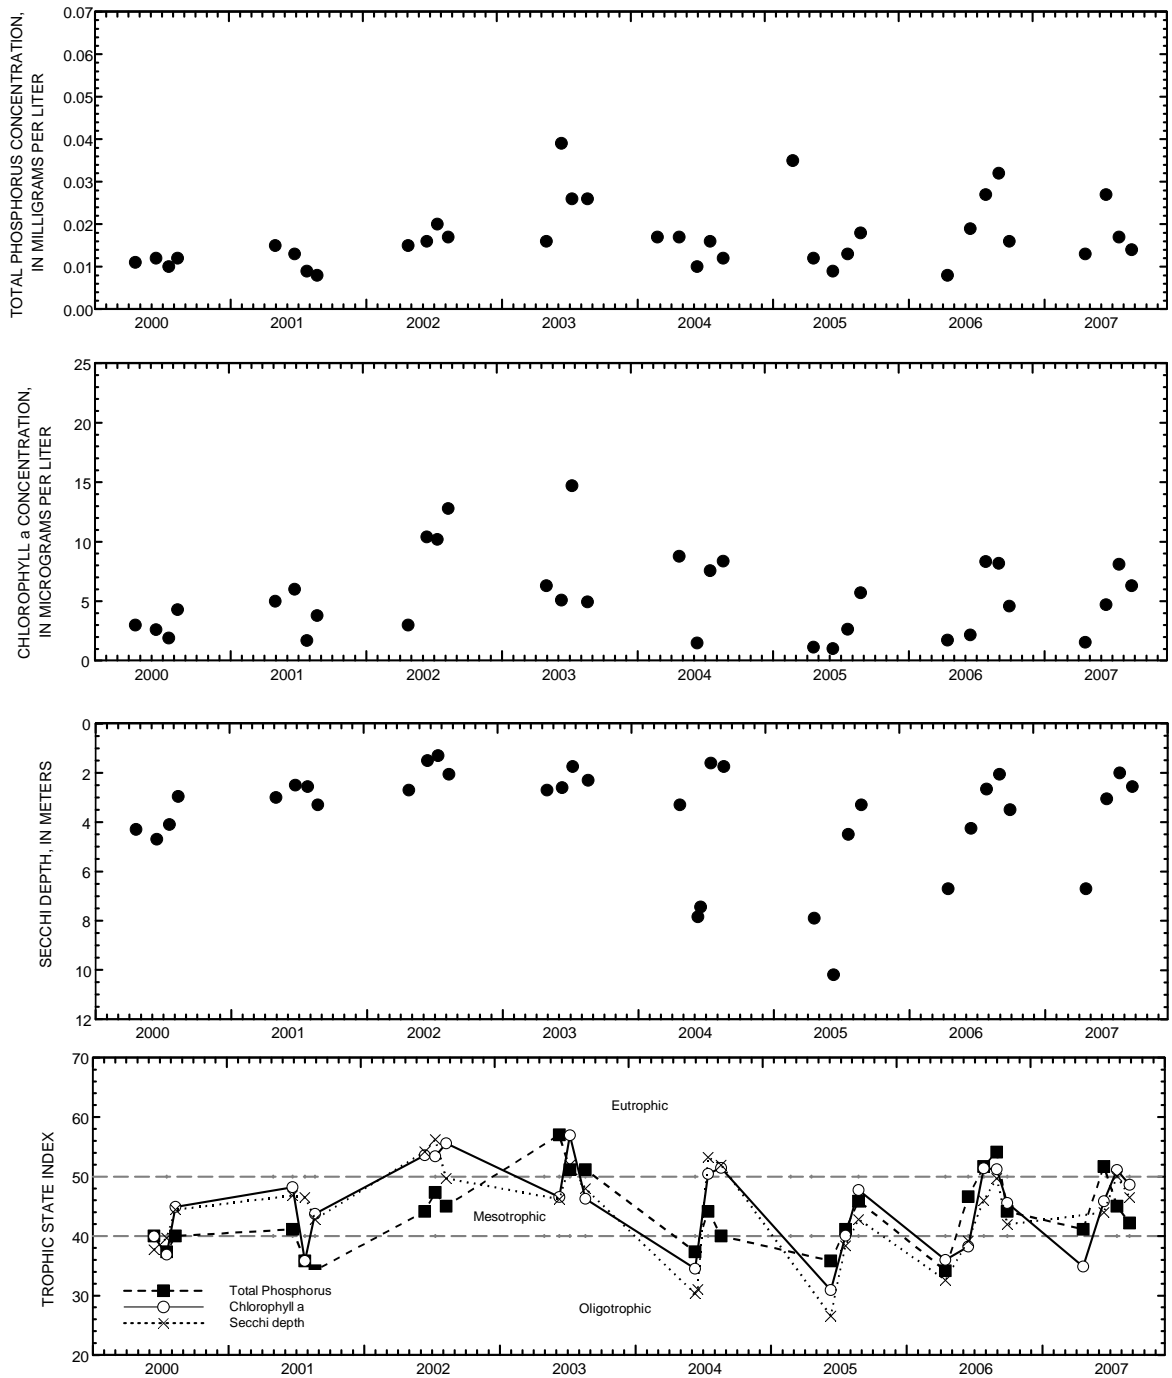 TOTAL PHOSPHORUS CONCENTRATION,
IN MILLIGRAMS PER LITER
0.07
0.06
0.05
0.04
0.03
0.02
0.01
0.00
2000 2001 2002 2003 2004 2005 2006 2007
CHLOROPHYLL a CONCENTRATION,
IN MICROGRAMS PER LITER
25
20
15
10
5
0
2000 2001 2002 2003 2004 2005 2006 2007
SECCHI DEPTH, IN METERS
0
2
4
6
8
10
12
2000 2001 2002 2003 2004 2005 2006 2007
TROPHIC STATE INDEX
70
60
50
40
30
20
Eutrophic
Mesotrophic
Oligotrophic
Total Phosphorus
Chlorophyll a
Secchi depth
2000 2001 2002 2003 2004 2005 2006 2007